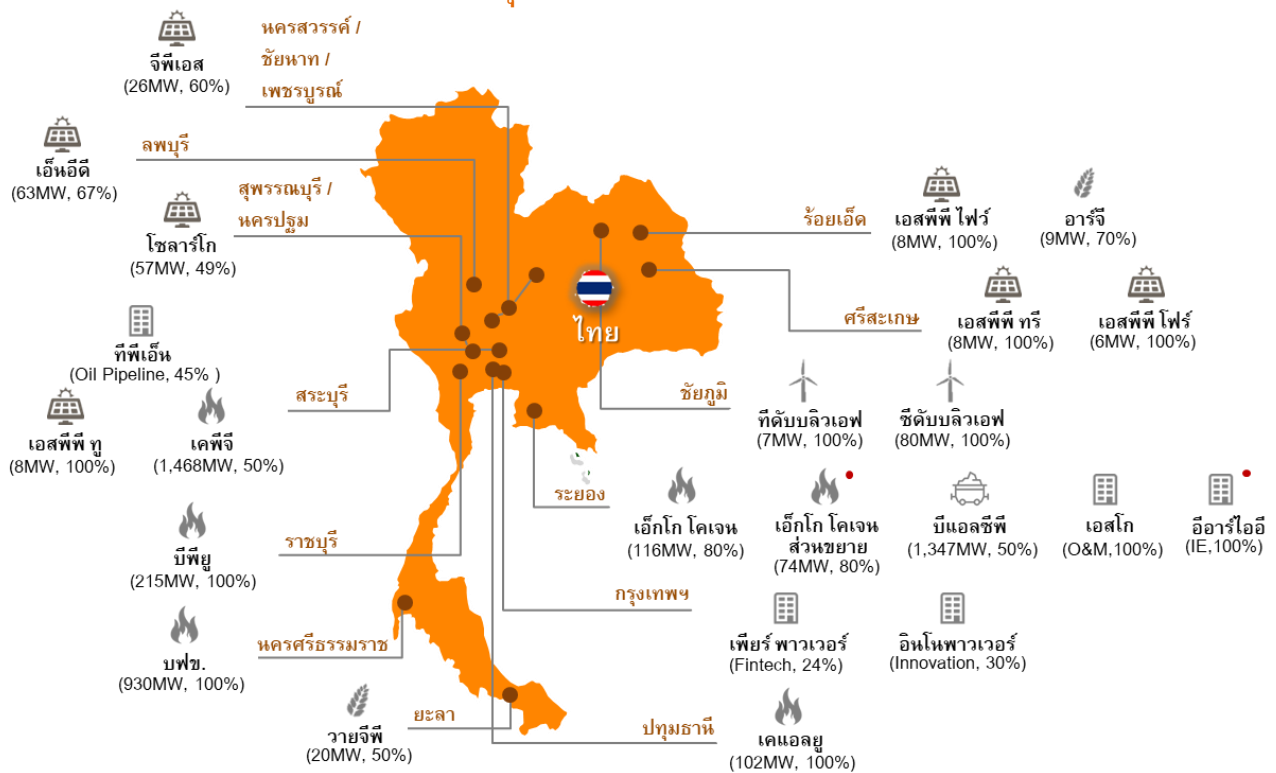 นครสวรรค์ /
ชัยนาท /
เพชรบูรณ์
จีพีเอส
(26MW, 60%)
ลพบุรี
เอ็นอีดี
(63MW, 67%)
สุพรรณบุรี /
นครปฐม
โซลาร์โก
(57MW, 49%)
ร้อยเอ็ด
เอสพีพี ไฟว์
(8MW, 100%)
อาร์จี
(9MW, 70%)
ศรีสะเกษ
เอสพีพี ทรี
(8MW, 100%)
เอสพีพี โฟร์
(6MW, 100%)
ไทย
ทีพีเอ็น
(Oil Pipeline, 45% )
สระบุรี
เอสพีพี ทู
(8MW, 100%)
เคพีจี
(1,468MW, 50%)
ชัยภูมิ
ทีดับบลิวเอฟ
(7MW, 100%)
ซีดับบลิวเอฟ
(80MW, 100%)
ระยอง
เอ็กโก โคเจน
(116MW, 80%)
เอ็กโก โคเจน
ส่วนขยาย
(74MW, 80%)
บีแอลซีพี
(1,347MW, 50%)
เอสโก
(O&M,100%)
อีอาร์ไออี
(IE,100%)
ราชบุรี
บีพียู
(215MW, 100%)
กรุงเทพฯ
เพียร์ พาวเวอร์
(Fintech, 24%)
อินโนพาวเวอร์
(Innovation, 30%)
นครศรีธรรมราช
บฟข.
(930MW, 100%)
ยะลา
วายจีพี
(20MW, 50%)
ปทุมธานี
เคแอลยู
(102MW, 100%)